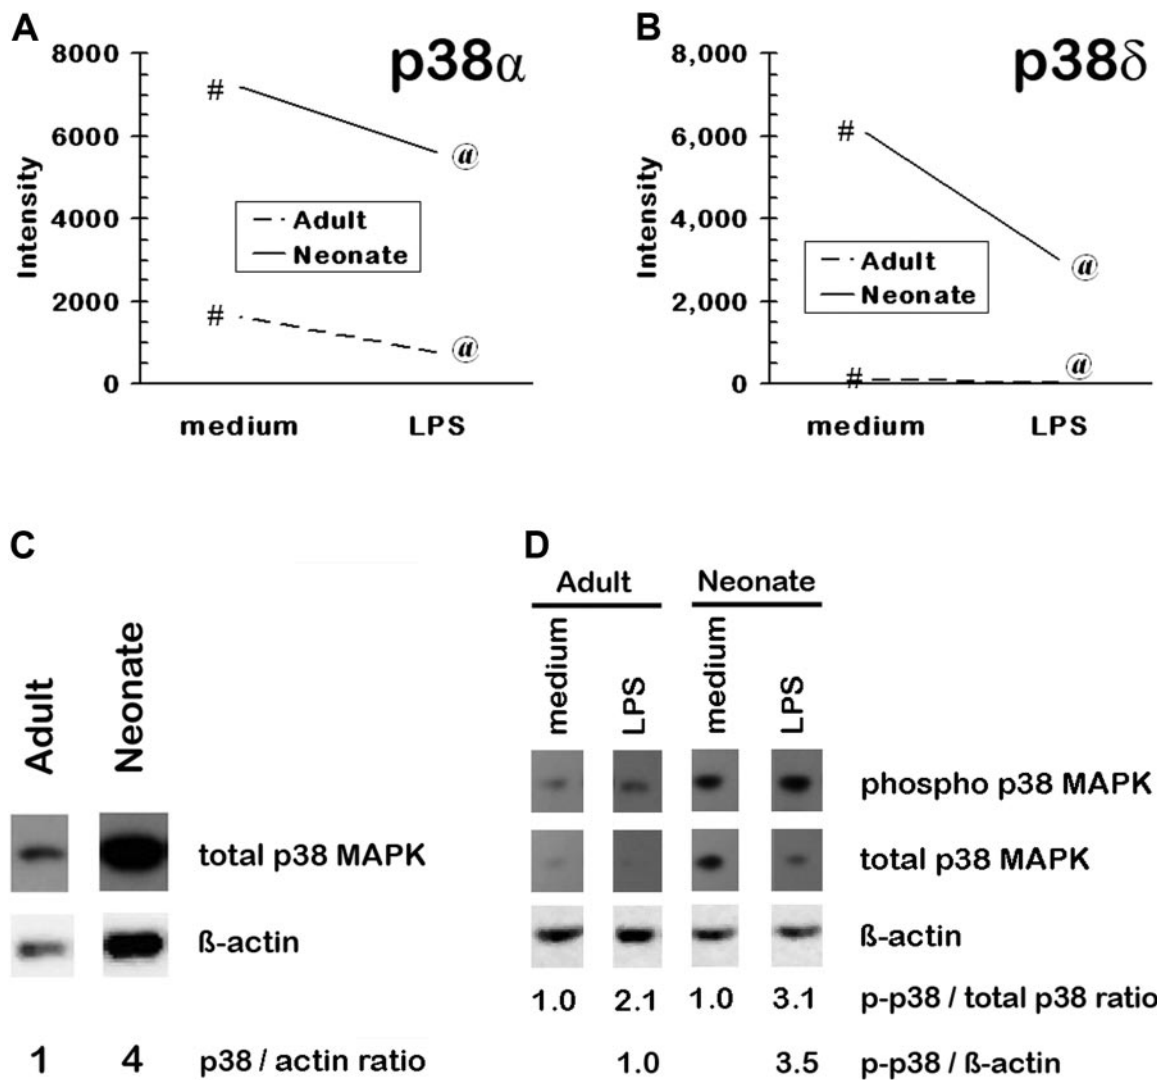 A
p38α
8000
6000
4000
2000
0
Intensity
#
@
Adult
Neonate
#
@
medium LPS
B
p38δ
8,000
6,000
4,000
2,000
0
Intensity
#
@
Adult
Neonate
#
@
medium LPS
C
Adult Neonate
total p38 MAPK
ß-actin
1 4 p38 / actin ratio
D
Adult Neonate
medium LPS medium LPS
phospho p38 MAPK
total p38 MAPK
ß-actin
1.0 2.1 1.0 3.1 p-p38 / total p38 ratio
1.0 3.5 p-p38 / ß-actin